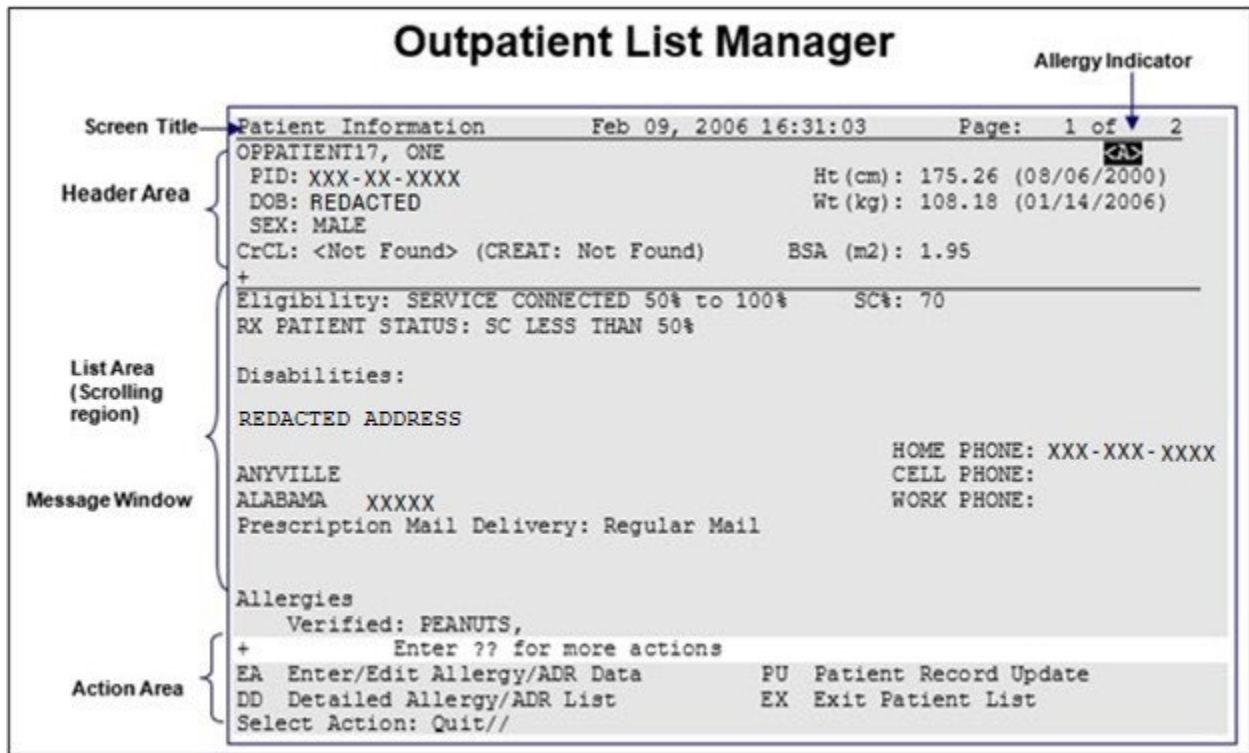 Outpatient List Manager
Allergy Indicator
Screen Title
Patient Information Feb 09, 2006 16:31:03 Page: 1 of 2
OPPATIENT17, ONE <A>
Header Area
PID: XXX-XX-XXXX Ht(cm): 175.26 (08/06/2000)
DOB: REDACTED Wt(kg): 108.18 (01/14/2006)
SEX: MALE
CrCL: <Not Found> (CREAT: Not Found) BSA (m2): 1.95
+
Eligibility: SERVICE CONNECTED 50% to 100% SC%: 70
RX PATIENT STATUS: SC LESS THAN 50%
List Area
(Scrolling
region)
Disabilities:
REDACTED ADDRESS
HOME PHONE: XXX-XXX-XXXX
ANYVILLE CELL PHONE:
Message Window
ALABAMA XXXXX WORK PHONE:
Prescription Mail Delivery: Regular Mail
Allergies
Verified: PEANUTS,
+ Enter ?? for more actions
Action Area
EA Enter/Edit Allergy/ADR Data PU Patient Record Update
DD Detailed Allergy/ADR List EX Exit Patient List
Select Action: Quit//